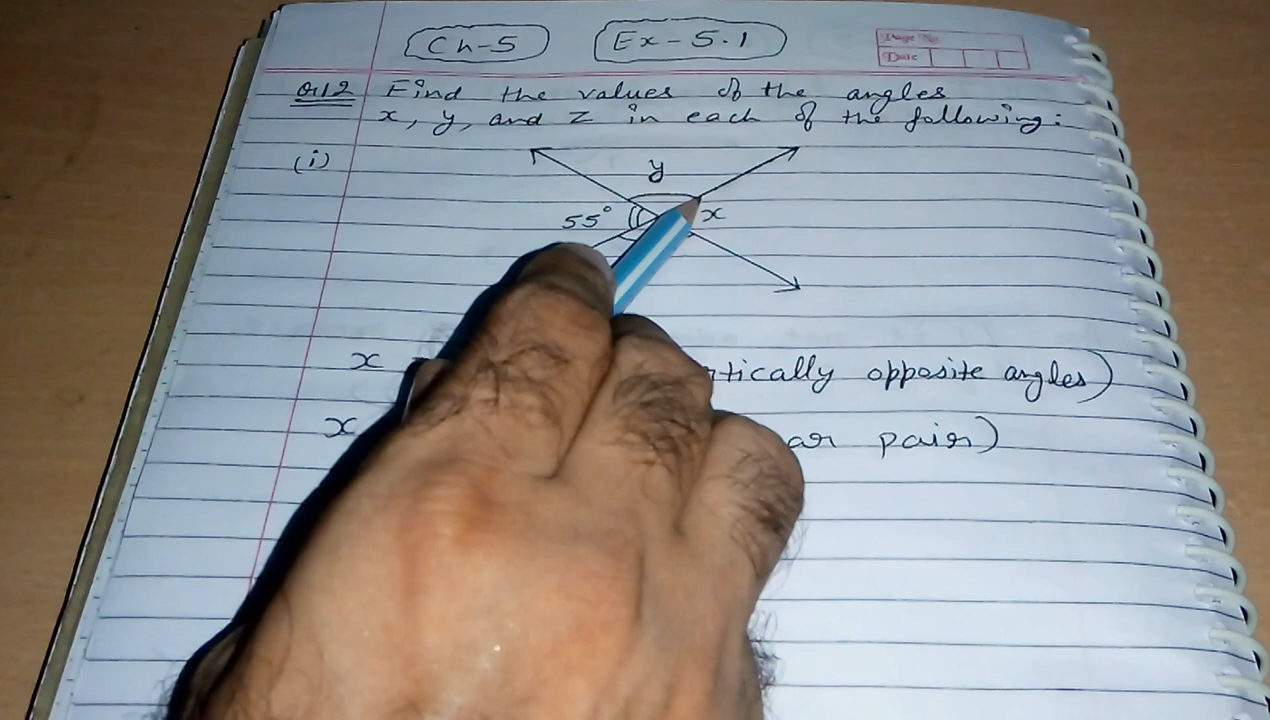 Ch-5 Ex-5.1
Page No
Date
Q.12 Find the values of the angles
x, y, and z in each of the following:
(i) y
55° x
x opposite angles)
x pair)